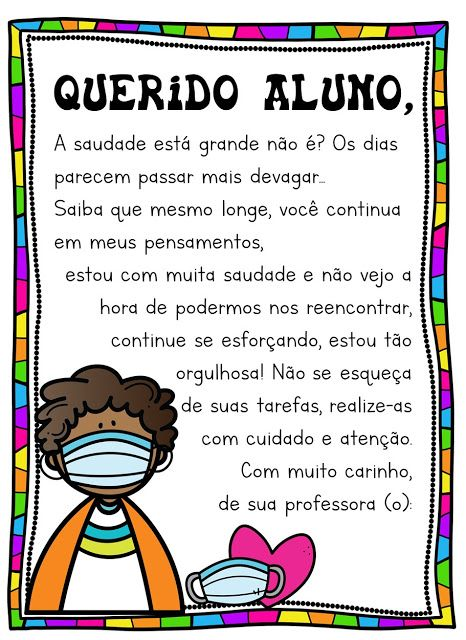 QUERiDO ALUNO,
A saudade está grande não é? Os dias
parecem passar mais devagar...
Saiba que mesmo longe, você continua
em meus pensamentos,
estou com muita saudade e não vejo a
hora de podermos nos reencontrar,
continue se esforçando, estou tão
orgulhosa! Não se esqueça
de suas tarefas, realize-as
com cuidado e atenção.
Com muito carinho,
de sua professora (o):